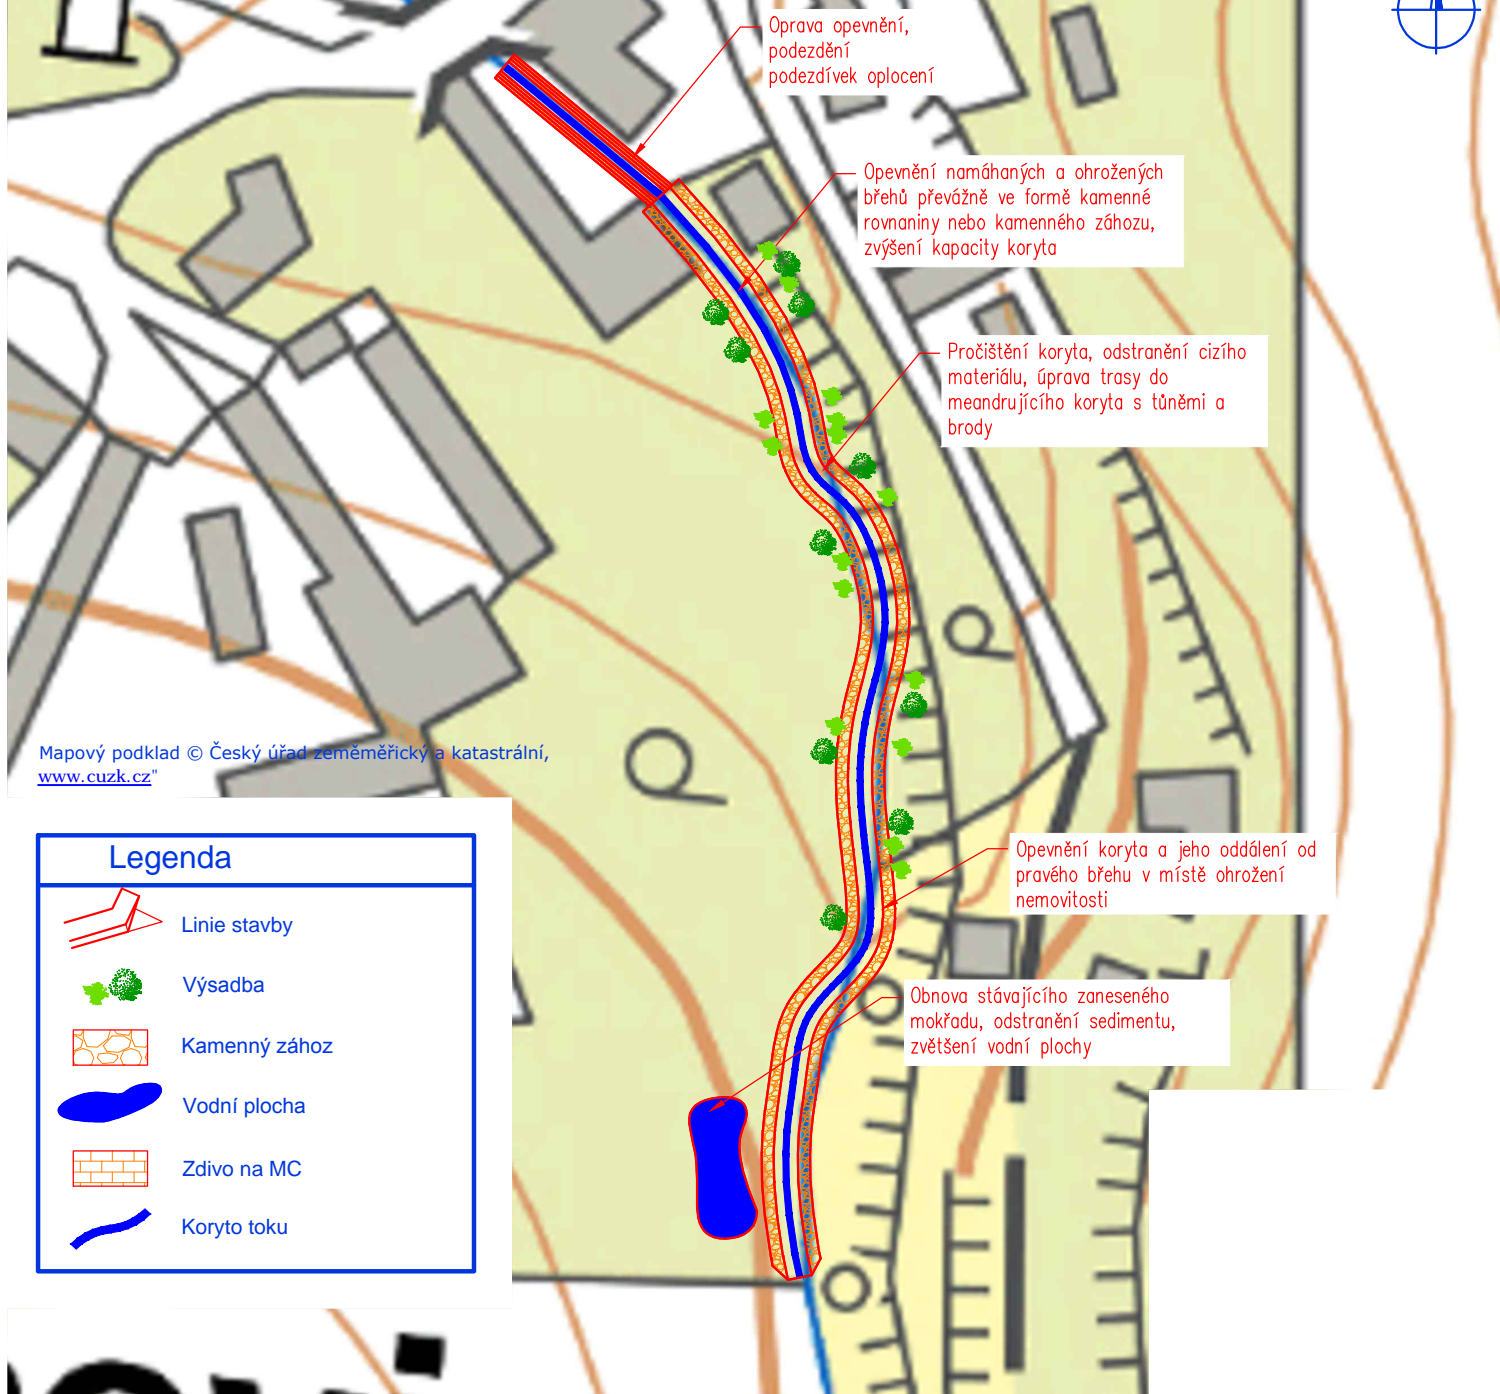 Oprava opevnění,
podezdění
podezdívek oplocení
Opevnění namáhaných a ohrožených
břehů převážně ve formě kamenné
rovnaniny nebo kamenného záhozu,
zvýšení kapacity koryta
Pročištění koryta, odstranění cizího
materiálu, úprava trasy do
meandrujícího koryta s tůněmi a
brody
Mapový podklad © Český úřad zeměměřický a katastrální,
www.cuzk.cz"
Opevnění koryta a jeho oddálení od
pravého břehu v místě ohrožení
nemovitosti
Obnova stávajícího zaneseného
mokřadu, odstranění sedimentu,
zvětšení vodní plochy
Legenda
Linie stavby
Výsadba
Kamenný zához
Vodní plocha
Zdivo na MC
Koryto toku